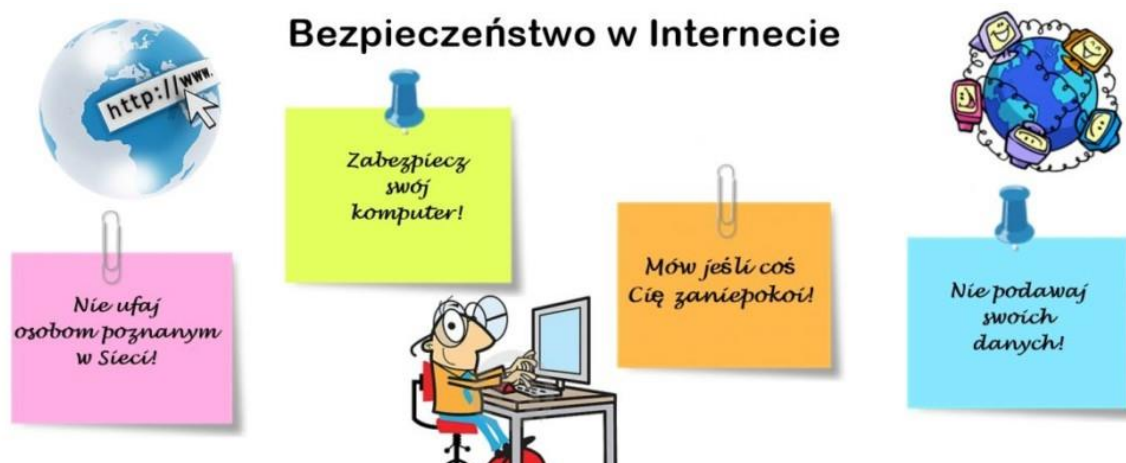 Bezpieczeństwo w Internecie
http://www.
Zabezpiecz
swój
komputer!
Nie ufaj
osobom poznanym
w Sieci!
Mów jeśli coś
Cię zaniepokoi!
Nie podawaj
swoich
danych!